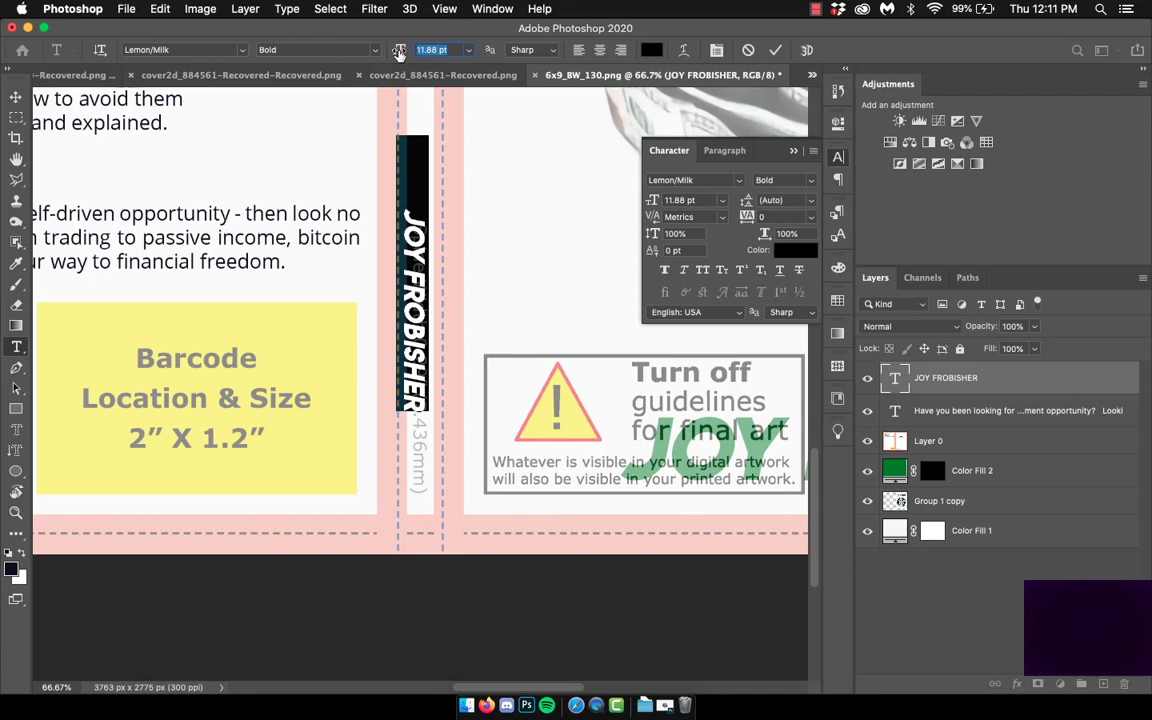 Photoshop File Edit Image Layer Type Select Filter 3D View Window Help 99% Thu 12:11 PM
Adobe Photoshop 2020
Lemon/Milk Bold 11.88 pt Sharp 3D
-Recovered.png ... cover2d_884561-Recovered-Recovered.png cover2d_884561-Recovered.png 6x9_BW_130.png @ 66.7% (JOY FROBISHER, RGB/8) *
w to avoid them
and explained.
elf-driven opportunity - then look no
n trading to passive income, bitcoin
ur way to financial freedom.
Barcode
Location & Size
2” X 1.2”
JOY FROBISHER
.436mm)
Turn off
guidelines
for final art
JOY
Whatever is visible in your digital artwork
will also be visible in your printed artwork.
Character Paragraph
Lemon/Milk Bold
11.88 pt (Auto)
Metrics 0
100% 100%
0 pt Color:
English: USA Sharp
Adjustments
Add an adjustment
Layers Channels Paths
Kind
Normal Opacity: 100%
Lock: Fill: 100%
JOY FROBISHER
Have you been looking for ...ment opportunity? Looki
Layer 0
Color Fill 2
Group 1 copy
Color Fill 1
66.67% 3763 px x 2775 px (300 ppi)